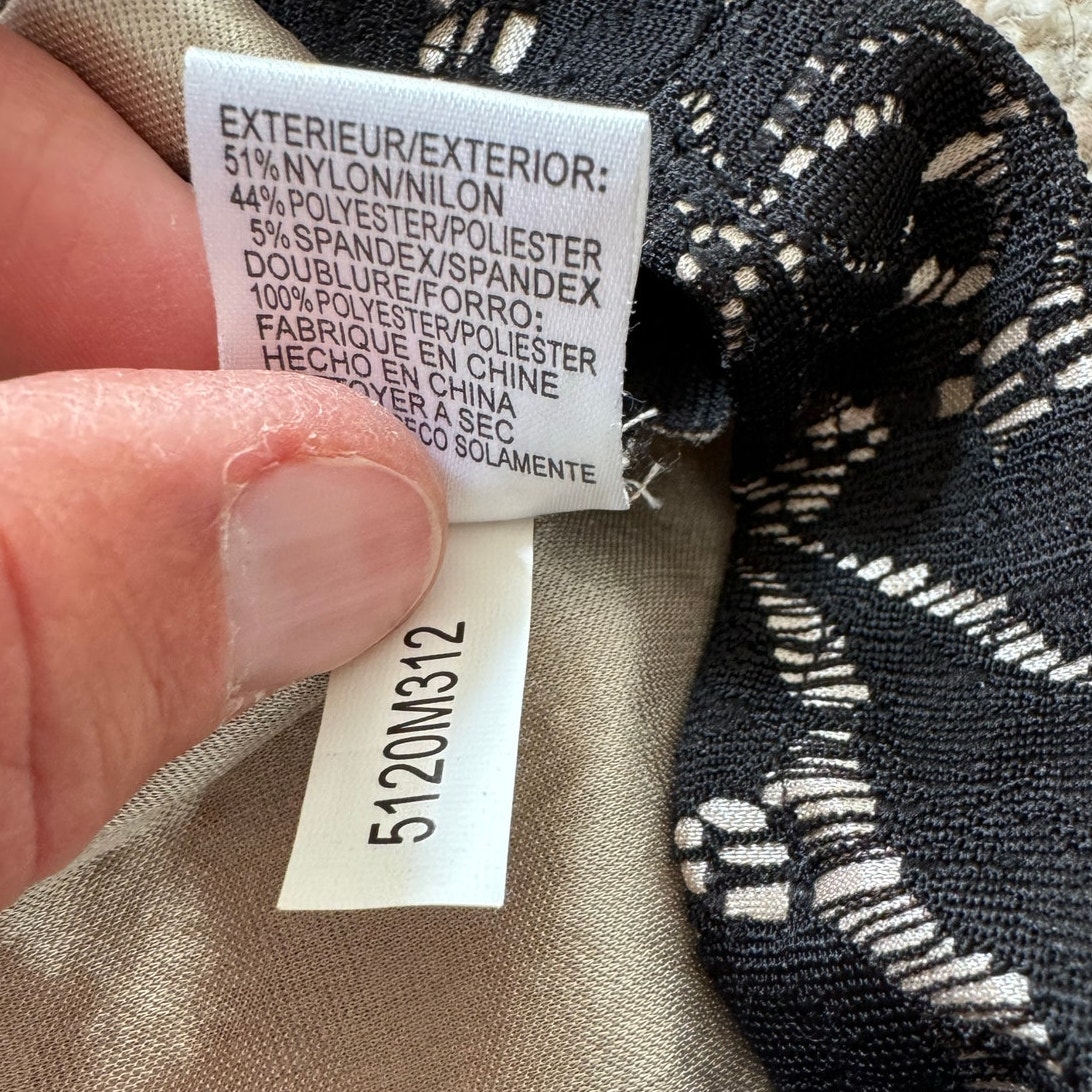 EXTERIEUR/EXTERIOR:
51% NYLON/NILON
44% POLYESTER/POLIESTER
5% SPANDEX/SPANDEX
DOUBLURE/FORRO:
100% POLYESTER/POLIESTER
FABRIQUE EN CHINE
HECHO EN CHINA
A SEC
SOLAMENTE
5120M312